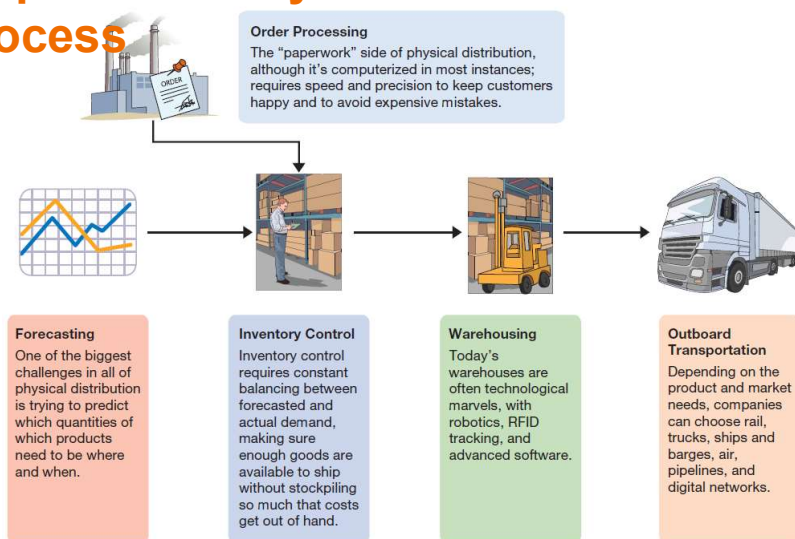 ocess
Order Processing
The “paperwork” side of physical distribution,
although it’s computerized in most instances;
requires speed and precision to keep customers
happy and to avoid expensive mistakes.
ORDER
Forecasting
One of the biggest
challenges in all of
physical distribution
is trying to predict
which quantities of
which products
need to be where
and when.
Inventory Control
Inventory control
requires constant
balancing between
forecasted and
actual demand,
making sure
enough goods are
available to ship
without stockpiling
so much that costs
get out of hand.
Warehousing
Today’s
warehouses are
often technological
marvels, with
robotics, RFID
tracking, and
advanced software.
Outboard
Transportation
Depending on the
product and market
needs, companies
can choose rail,
trucks, ships and
barges, air,
pipelines, and
digital networks.